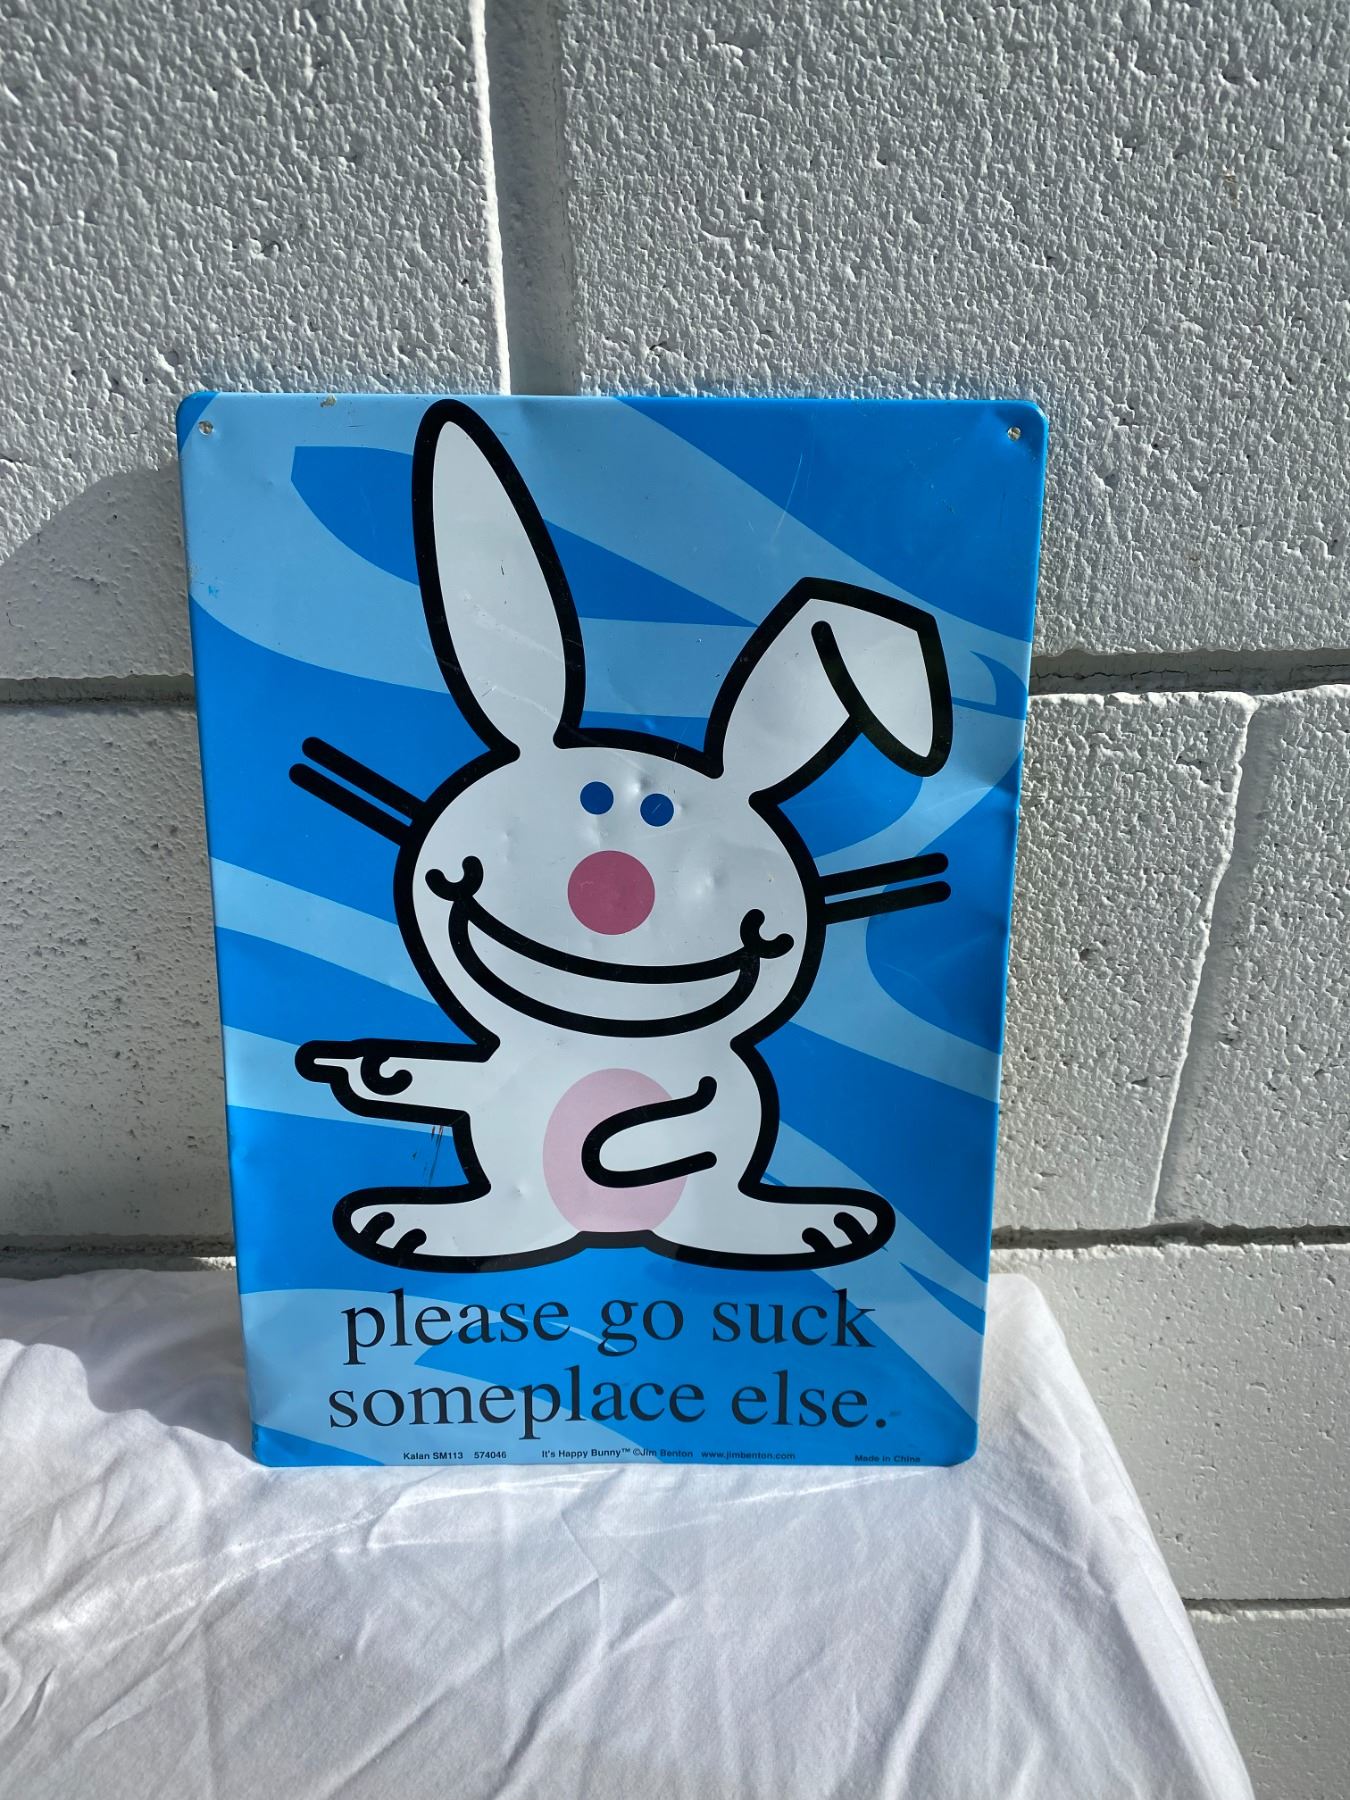 please go suck
someplace else.
Kalan SM113 574046 It's Happy Bunny™ ©Jim Benton www.jimbenton.com Made in China